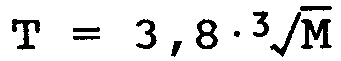 T = 3,8·³√M̅